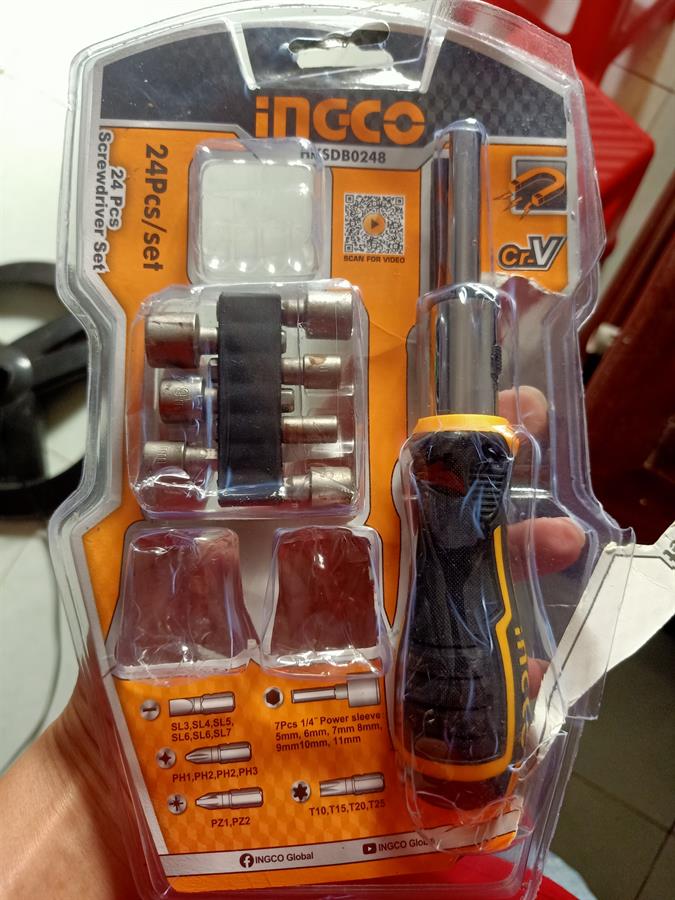 INGCO
HKSDB0248
24Pcs/set
24 Pcs
Screwdriver Set
SCAN FOR VIDEO
Cr-V
SL3,SL4,SL5,
SL6,SL6,SL7
PH1,PH2,PH2,PH3
PZ1,PZ2
7Pcs 1/4" Power sleeve:
5mm, 6mm, 7mm 8mm,
9mm10mm, 11mm
T10,T15,T20,T25
INGCO Global
INGCO Global
INGCO